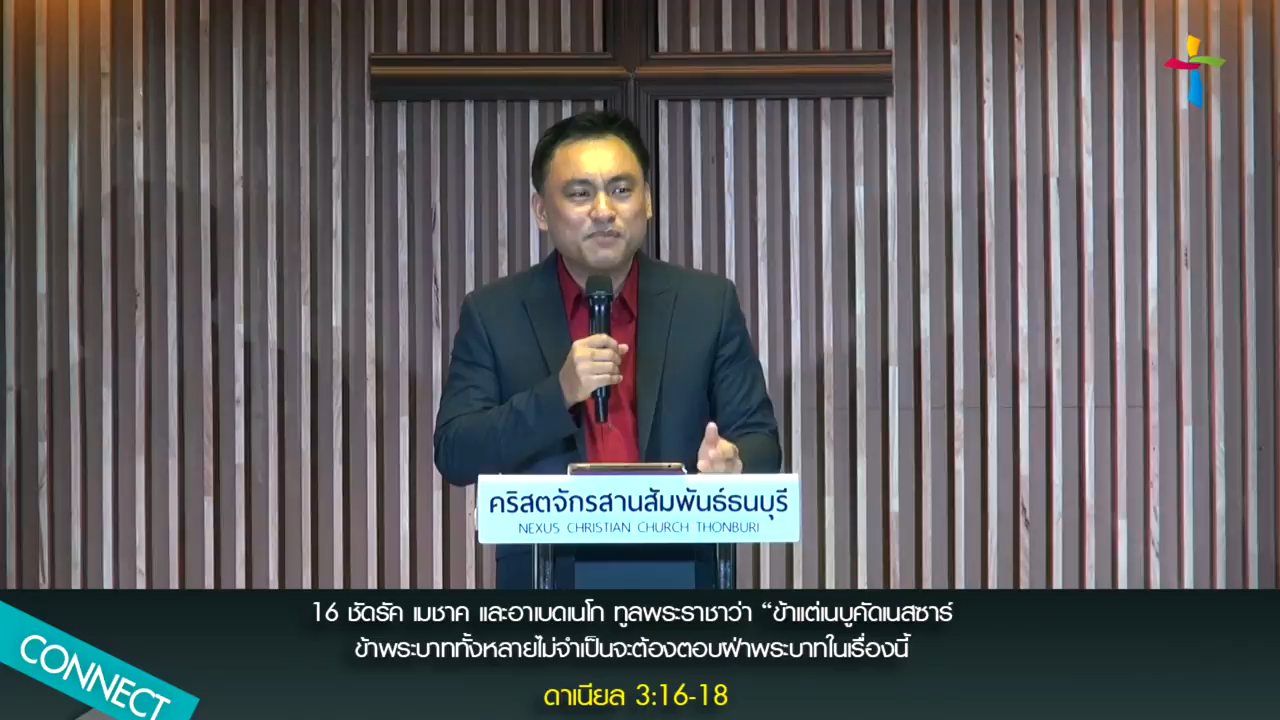 คริสตจักรสานสัมพันธ์ธนบุรี
NEXUS CHRISTIAN CHURCH THONBURI
16 ชัดรัค เมชาค และอาเบดเนโก ทูลพระราชาว่า “ข้าแต่เนบูคัดเนสซาร์
ข้าพระบาททั้งหลายไม่จำเป็นจะต้องตอบฝ่าพระบาทในเรื่องนี้
ดาเนียล 3:16-18
CONNECT